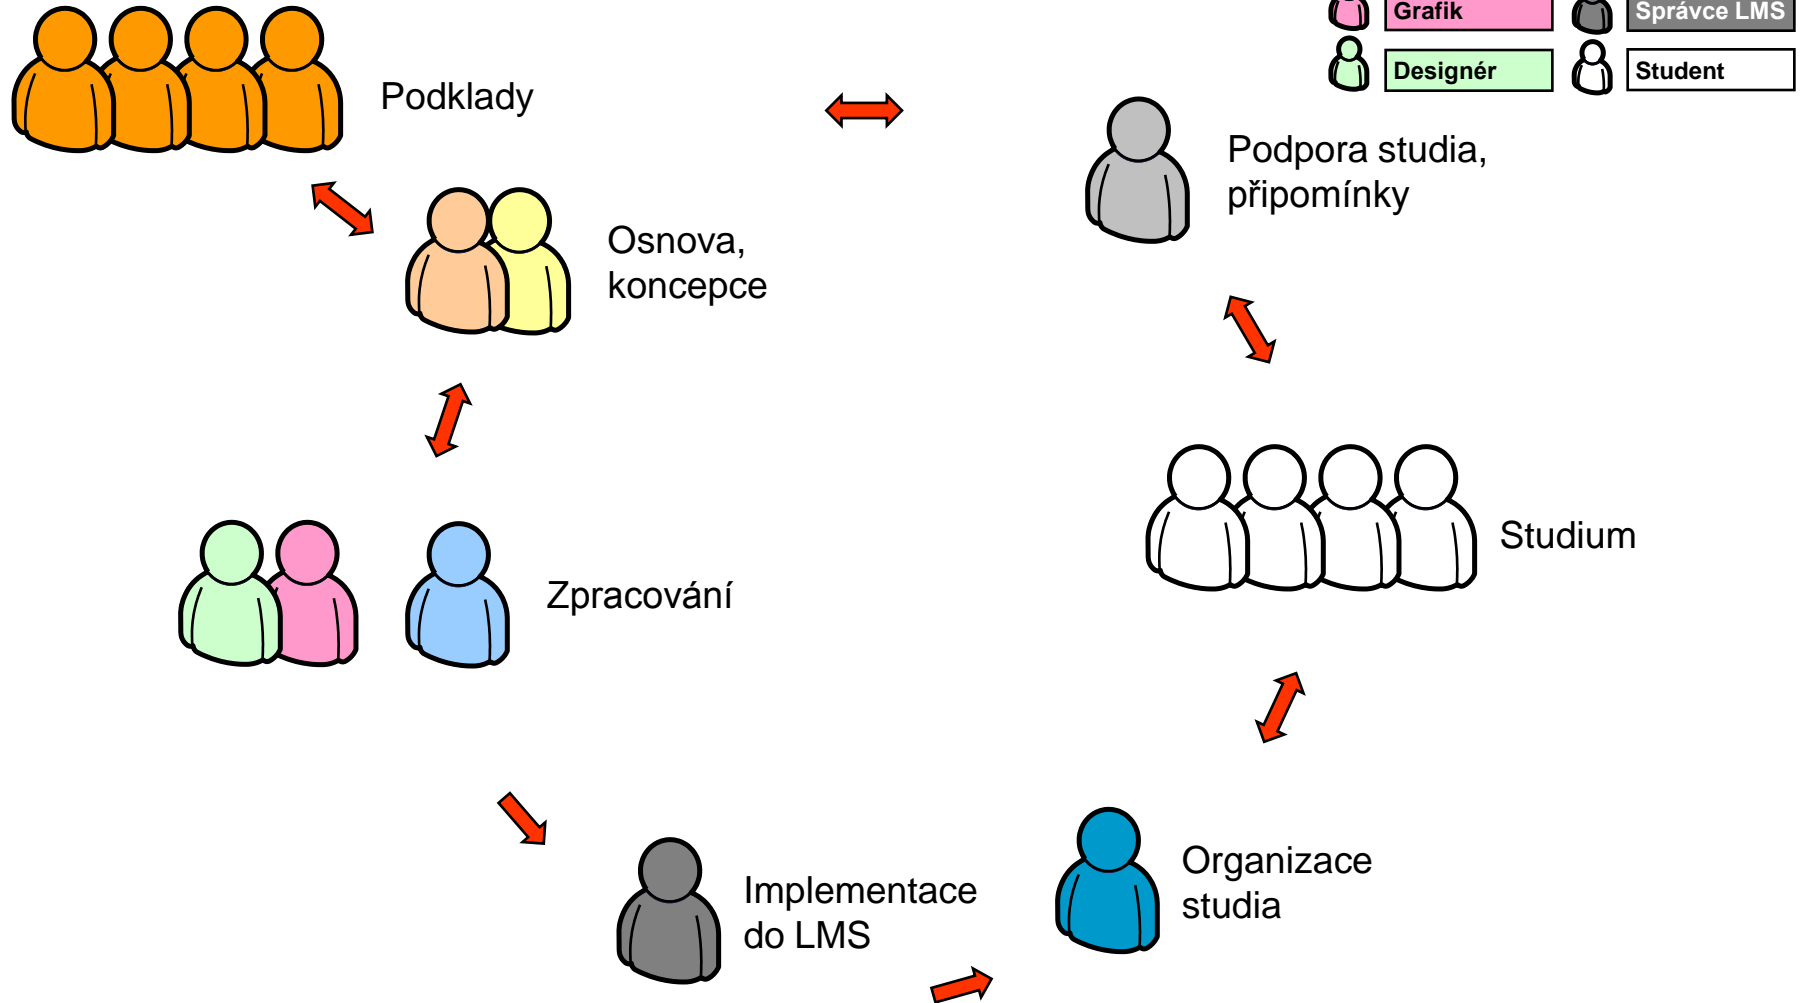 Grafik
Správce LMS
Designér
Student
Podklady
Podpora studia,
připomínky
Osnova,
koncepce
Studium
Zpracování
Organizace
studia
Implementace
do LMS